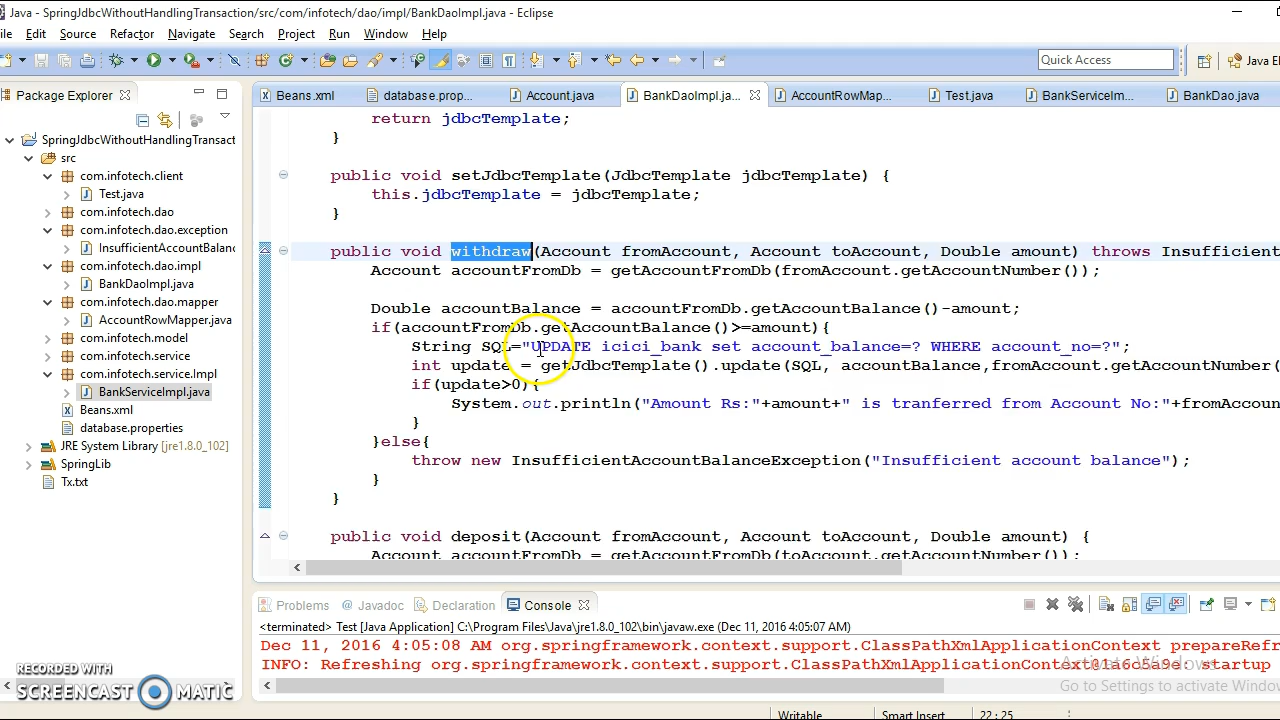 Java - SpringJdbcWithoutHandlingTransaction/src/com/infotech/dao/impl/BankDaoImpl.java - Eclipse
ile Edit Source Refactor Navigate Search Project Run Window Help
Quick Access
Java E
Package Explorer
Beans.xml
database.prop...
Account.java
BankDaoImpl.ja...
AccountRowMap...
Test.java
BankServiceIm...
BankDao.java
SpringJdbcWithoutHandlingTransact
src
com.infotech.client
Test.java
com.infotech.dao
com.infotech.dao.exception
InsufficientAccountBalanc
com.infotech.dao.impl
BankDaoImpl.java
com.infotech.dao.mapper
AccountRowMapper.java
com.infotech.model
com.infotech.service
com.infotech.service.Impl
BankServiceImpl.java
Beans.xml
database.properties
JRE System Library [jre1.8.0_102]
SpringLib
Tx.txt
return jdbcTemplate;
}
public void setJdbcTemplate(JdbcTemplate jdbcTemplate) {
this.jdbcTemplate = jdbcTemplate;
}
public void withdraw(Account fromAccount, Account toAccount, Double amount) throws Insufficient
Account accountFromDb = getAccountFromDb(fromAccount.getAccountNumber());
Double accountBalance = accountFromDb.getAccountBalance()-amount;
if(accountFromDb.getAccountBalance()>=amount){
String SQL="UPDATE icici_bank set account_balance=? WHERE account_no=?";
int update = getJdbcTemplate().update(SQL, accountBalance,fromAccount.getAccountNumber(
if(update>0){
System.out.println("Amount Rs:"+amount+" is tranferred from Account No:"+fromAccou
}
}else{
throw new InsufficientAccountBalanceException("Insufficient account balance");
}
}
public void deposit(Account fromAccount, Account toAccount, Double amount) {
Account accountFromDb = getAccountFromDb(toAccount.getAccountNumber());
Problems @ Javadoc Declaration Console
<terminated> Test [Java Application] C:\Program Files\Java\jre1.8.0_102\bin\javaw.exe (Dec 11, 2016 4:05:07 AM)
Dec 11, 2016 4:05:08 AM org.springframework.context.support.ClassPathXmlApplicationContext prepareRefr
INFO: Refreshing org.springframework.context.support.ClassPathXmlApplicationContext startup
Activate Windows
Go to Settings to activate Window
RECORDED WITH
SCREENCAST MATIC
Writable
Smart Insert
22 : 25